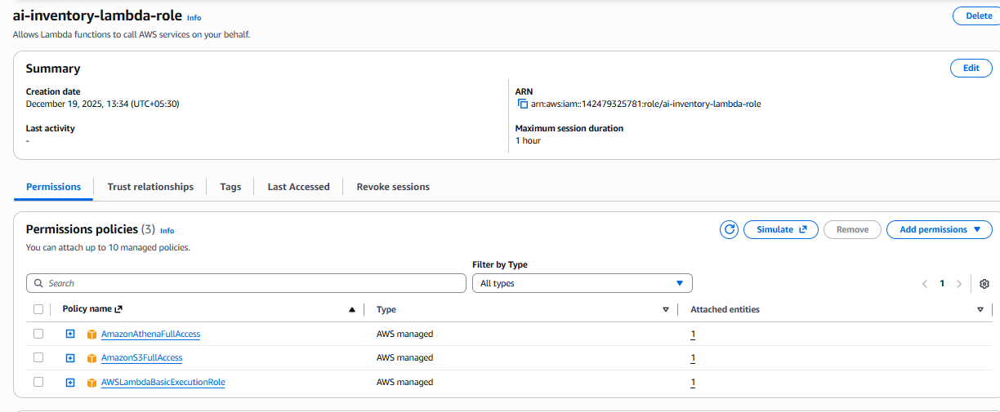 ai-inventory-lambda-role Info
Delete
Allows Lambda functions to call AWS services on your behalf.
Summary
Edit
Creation date
December 19, 2025, 13:34 (UTC+05:30)
ARN
arn:aws:iam::142479325781:role/ai-inventory-lambda-role
Last activity
-
Maximum session duration
1 hour
Permissions
Trust relationships
Tags
Last Accessed
Revoke sessions
Permissions policies (3) Info
Simulate
Remove
Add permissions
You can attach up to 10 managed policies.
Filter by Type
Search
All types
1
Policy name
Type
Attached entities
AmazonAthenaFullAccess
AWS managed
1
AmazonS3FullAccess
AWS managed
1
AWSLambdaBasicExecutionRole
AWS managed
1